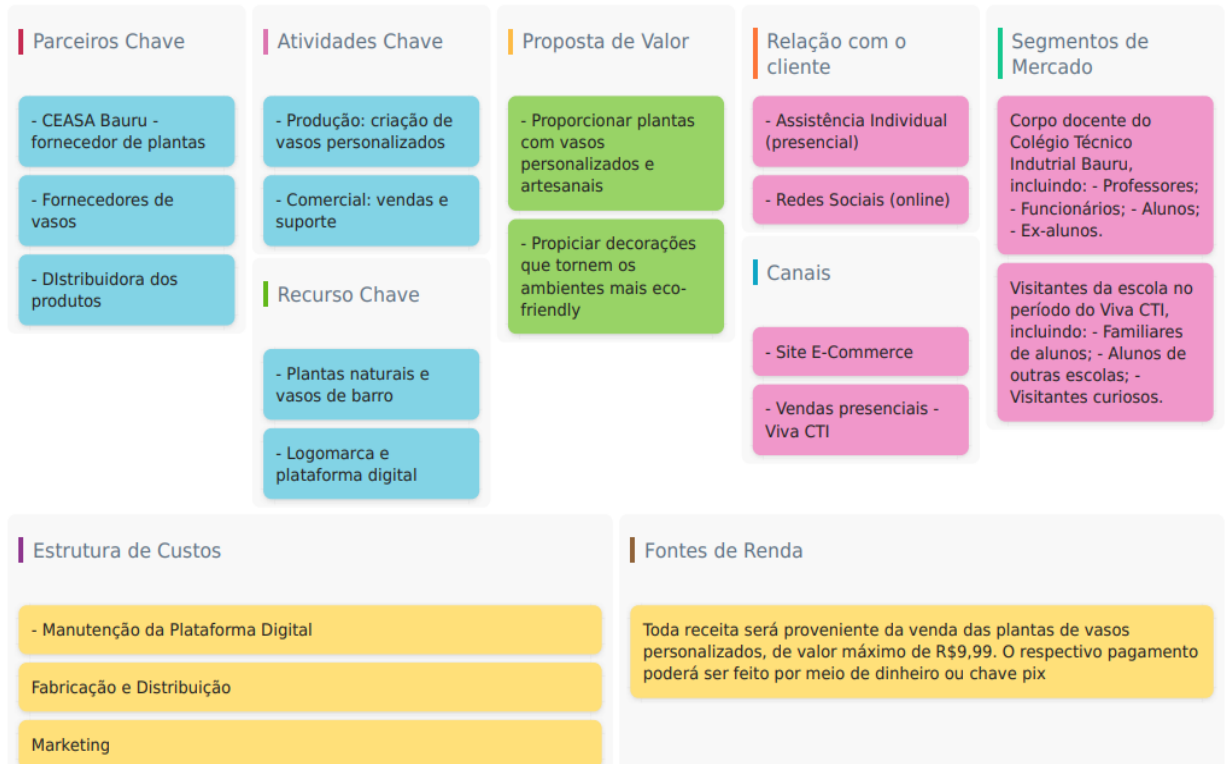 Parceiros Chave
- CEASA Bauru -
fornecedor de plantas
- Fornecedores de
vasos
- DIstribuidora dos
produtos
Atividades Chave
- Produção: criação de
vasos personalizados
- Comercial: vendas e
suporte
Recurso Chave
- Plantas naturais e
vasos de barro
- Logomarca e
plataforma digital
Proposta de Valor
- Proporcionar plantas
com vasos
personalizados e
artesanais
- Propiciar decorações
que tornem os
ambientes mais eco-
friendly
Relação com o
cliente
- Assistência Individual
(presencial)
- Redes Sociais (online)
Canais
- Site E-Commerce
- Vendas presenciais -
Viva CTI
Segmentos de
Mercado
Corpo docente do
Colégio Técnico
Indutrial Bauru,
incluindo: - Professores;
- Funcionários; - Alunos;
- Ex-alunos.
Visitantes da escola no
período do Viva CTI,
incluindo: - Familiares
de alunos; - Alunos de
outras escolas; -
Visitantes curiosos.
Estrutura de Custos
- Manutenção da Plataforma Digital
Fabricação e Distribuição
Marketing
Fontes de Renda
Toda receita será proveniente da venda das plantas de vasos
personalizados, de valor máximo de R$9,99. O respectivo pagamento
poderá ser feito por meio de dinheiro ou chave pix